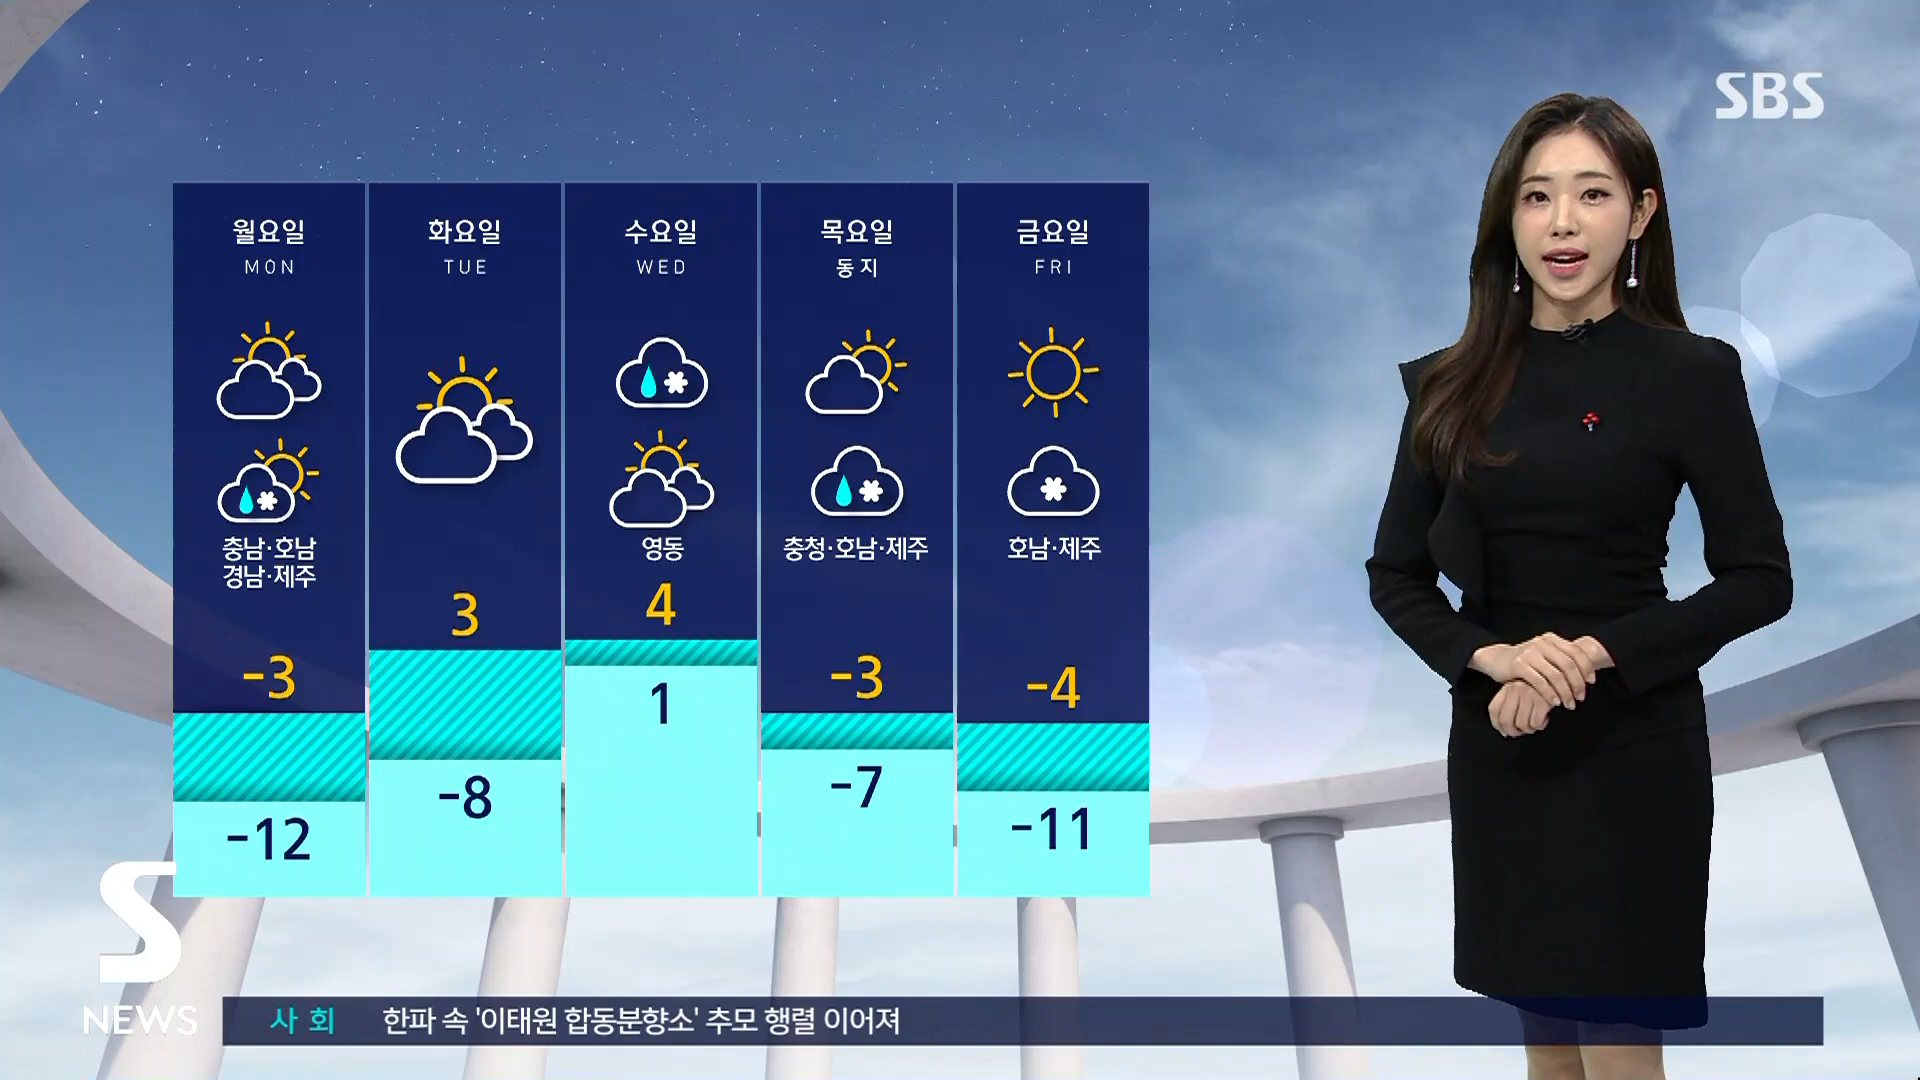 SBS
월요일
MON
충남·호남
경남·제주
-3
-12
화요일
TUE
3
-8
수요일
WED
영동
4
1
목요일
동지
충청·호남·제주
-3
-7
금요일
FRI
호남·제주
-4
-11
S
NEWS
사 회 한파 속 '이태원 합동분향소' 추모 행렬 이어져